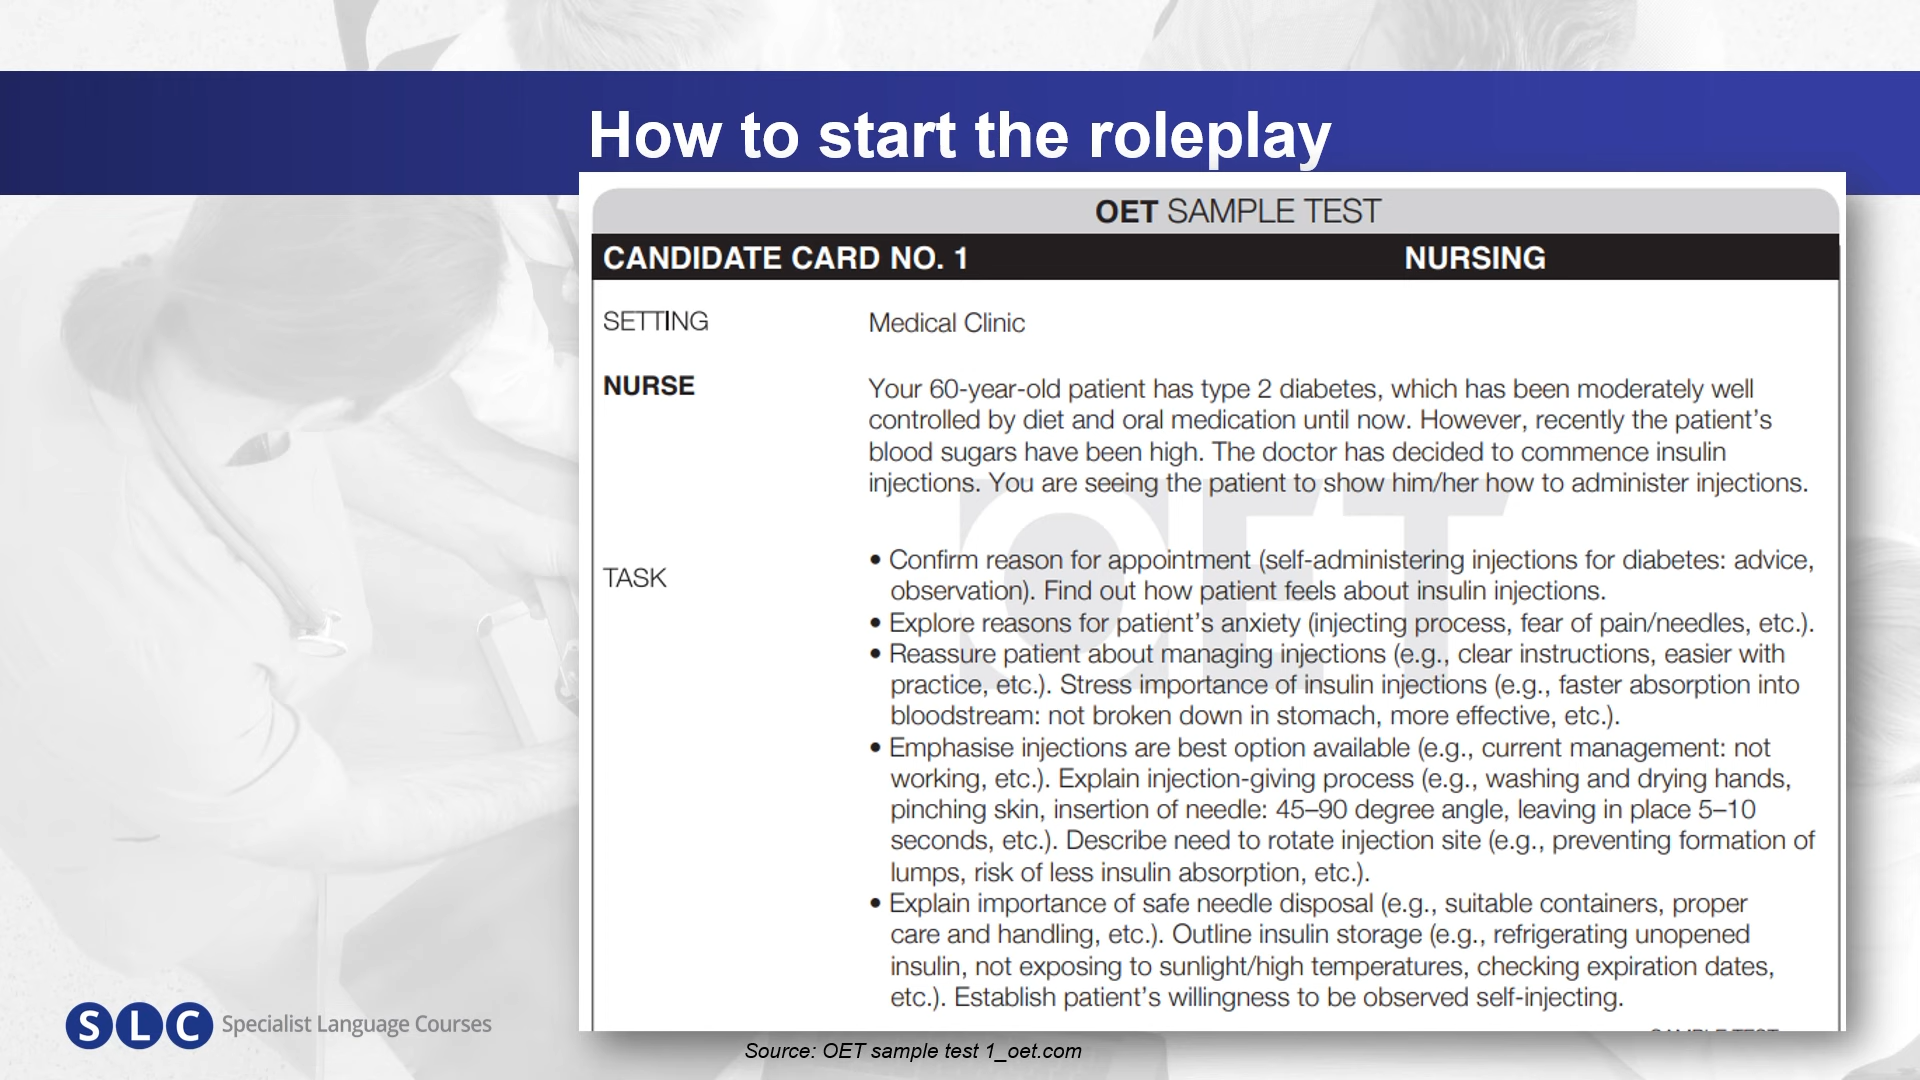 How to start the roleplay
OET SAMPLE TEST
CANDIDATE CARD NO. 1 NURSING
SETTING Medical Clinic
NURSE Your 60-year-old patient has type 2 diabetes, which has been moderately well
controlled by diet and oral medication until now. However, recently the patient's
blood sugars have been high. The doctor has decided to commence insulin
injections. You are seeing the patient to show him/her how to administer injections.
TASK
• Confirm reason for appointment (self-administering injections for diabetes: advice,
observation). Find out how patient feels about insulin injections.
• Explore reasons for patient's anxiety (injecting process, fear of pain/needles, etc.).
• Reassure patient about managing injections (e.g., clear instructions, easier with
practice, etc.). Stress importance of insulin injections (e.g., faster absorption into
bloodstream: not broken down in stomach, more effective, etc.).
• Emphasise injections are best option available (e.g., current management: not
working, etc.). Explain injection-giving process (e.g., washing and drying hands,
pinching skin, insertion of needle: 45–90 degree angle, leaving in place 5–10
seconds, etc.). Describe need to rotate injection site (e.g., preventing formation of
lumps, risk of less insulin absorption, etc.).
• Explain importance of safe needle disposal (e.g., suitable containers, proper
care and handling, etc.). Outline insulin storage (e.g., refrigerating unopened
insulin, not exposing to sunlight/high temperatures, checking expiration dates,
etc.). Establish patient's willingness to be observed self-injecting.
SAMPLE TEST
OET
SLC Specialist Language Courses
Source: OET sample test 1_oet.com